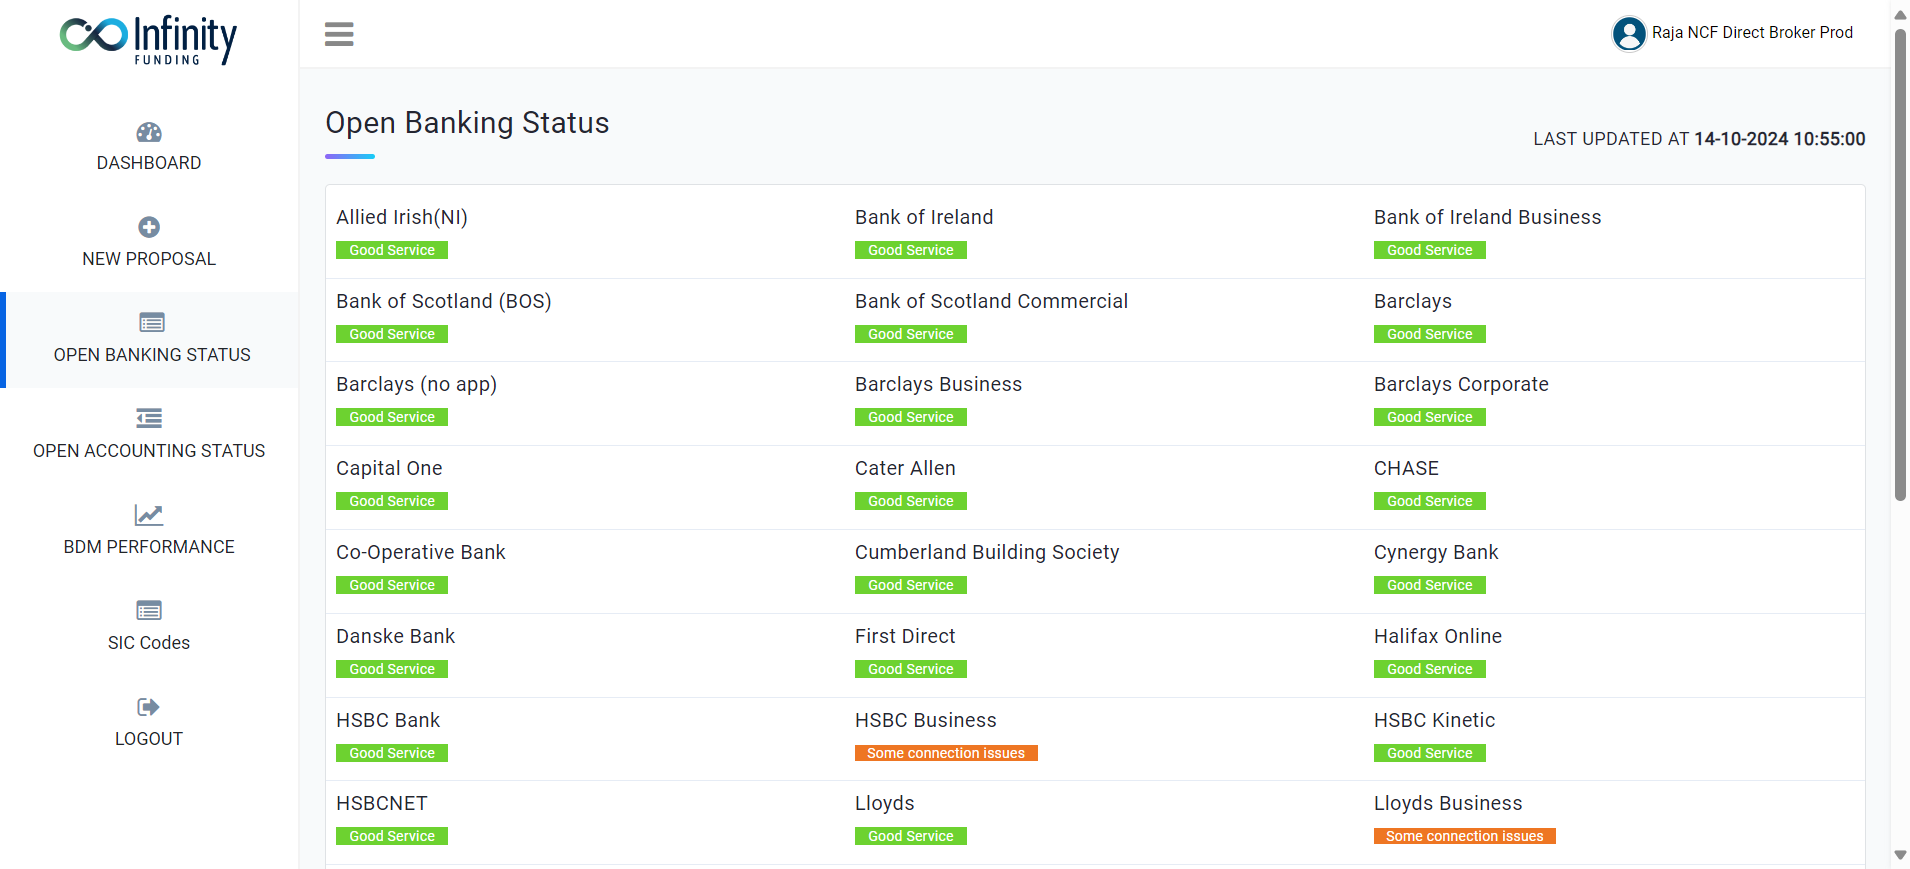 Infinity
FUNDING
Raja NCF Direct Broker Prod
DASHBOARD
NEW PROPOSAL
OPEN BANKING STATUS
OPEN ACCOUNTING STATUS
BDM PERFORMANCE
SIC Codes
LOGOUT
Open Banking Status
LAST UPDATED AT 14-10-2024 10:55:00
Allied Irish(NI)
Good Service
Bank of Ireland
Good Service
Bank of Ireland Business
Good Service
Bank of Scotland (BOS)
Good Service
Bank of Scotland Commercial
Good Service
Barclays
Good Service
Barclays (no app)
Good Service
Barclays Business
Good Service
Barclays Corporate
Good Service
Capital One
Good Service
Cater Allen
Good Service
CHASE
Good Service
Co-Operative Bank
Good Service
Cumberland Building Society
Good Service
Cynergy Bank
Good Service
Danske Bank
Good Service
First Direct
Good Service
Halifax Online
Good Service
HSBC Bank
Good Service
HSBC Business
Some connection issues
HSBC Kinetic
Good Service
HSBCNET
Good Service
Lloyds
Good Service
Lloyds Business
Some connection issues